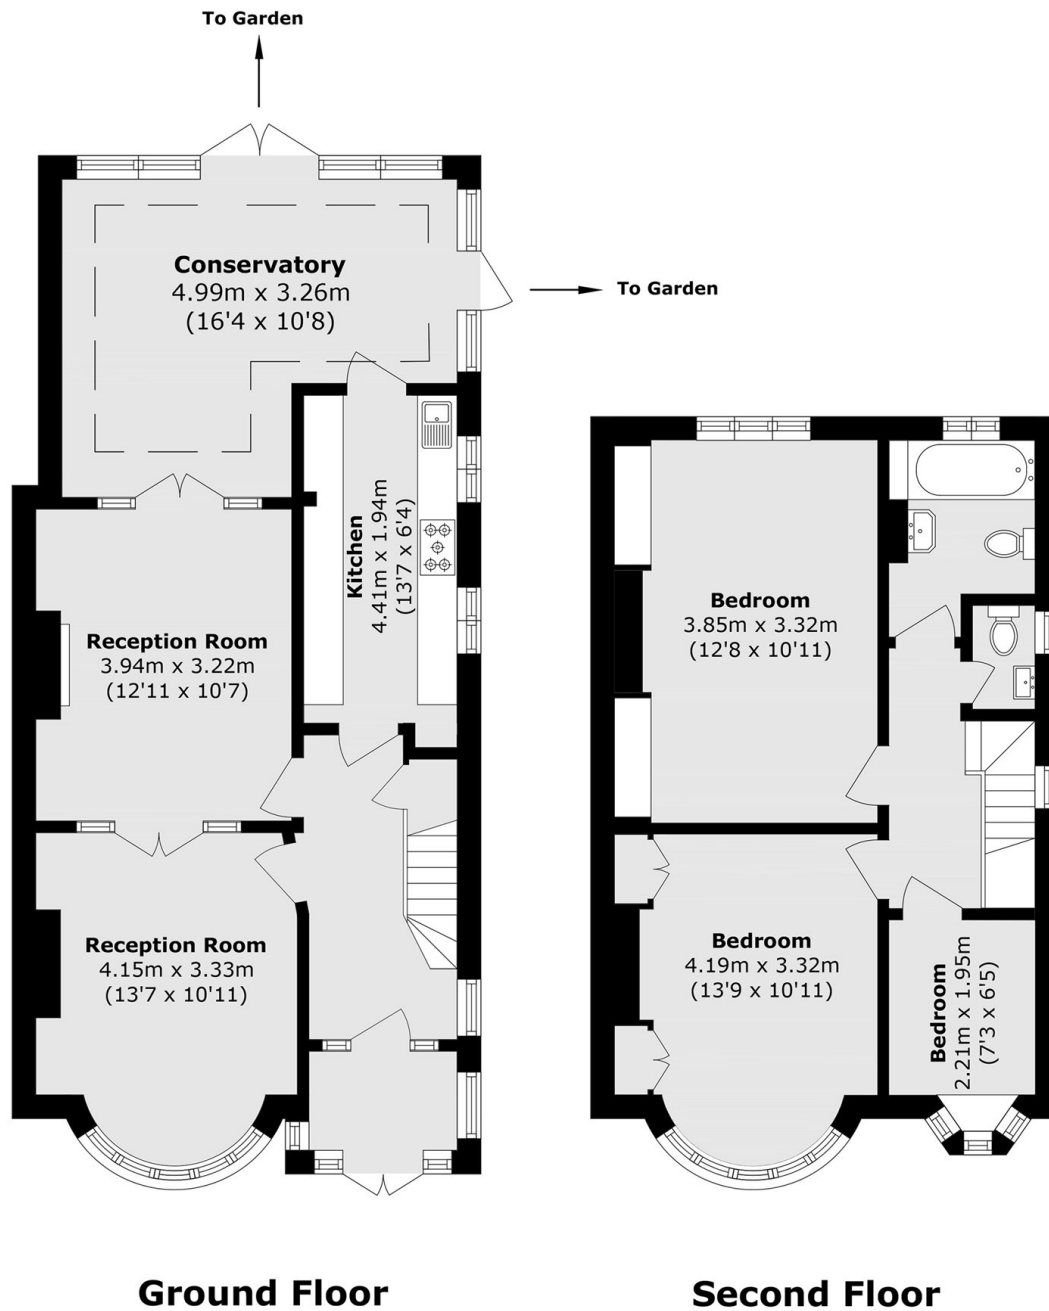 To Garden
Conservatory
4.99m x 3.26m
(16'4 x 10'8)
To Garden
Kitchen
4.41m x 1.94m
(13'7 x 6'4)
Reception Room
3.94m x 3.22m
(12'11 x 10'7)
Reception Room
4.15m x 3.33m
(13'7 x 10'11)
Ground Floor
Bedroom
3.85m x 3.32m
(12'8 x 10'11)
Bedroom
4.19m x 3.32m
(13'9 x 10'11)
Bedroom
2.21m x 1.95m
(7'3 x 6'5)
Second Floor